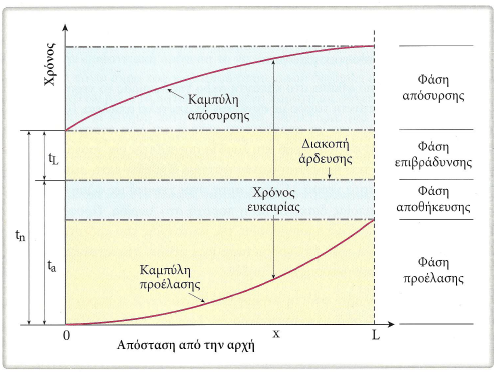 Χρόνος
Καμπύλη
απόσυρσης
Φάση
απόσυρσης
Διακοπή
άρδευσης
Φάση
επιβράδυνσης
tL
Χρόνος
ευκαιρίας
Φάση
αποθήκευσης
tn
ta
Καμπύλη
προέλασης
Φάση
προέλασης
0
x
L
Απόσταση από την αρχή